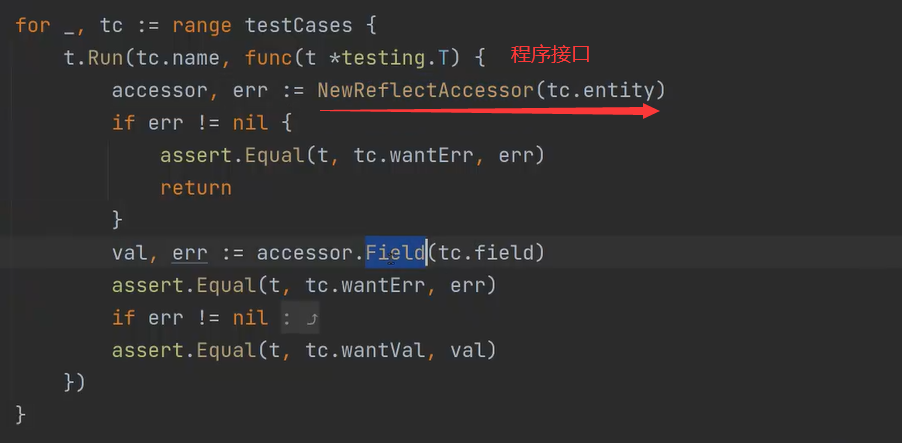 for _, tc := range testCases {
t.Run(tc.name, func(t *testing.T) { 程序接口
accessor, err := NewReflectAccessor(tc.entity)
if err != nil {
assert.Equal(t, tc.wantErr, err)
return
}
val, err := accessor.Field(tc.field)
assert.Equal(t, tc.wantErr, err)
if err != nil : ⤴
assert.Equal(t, tc.wantVal, val)
})
}